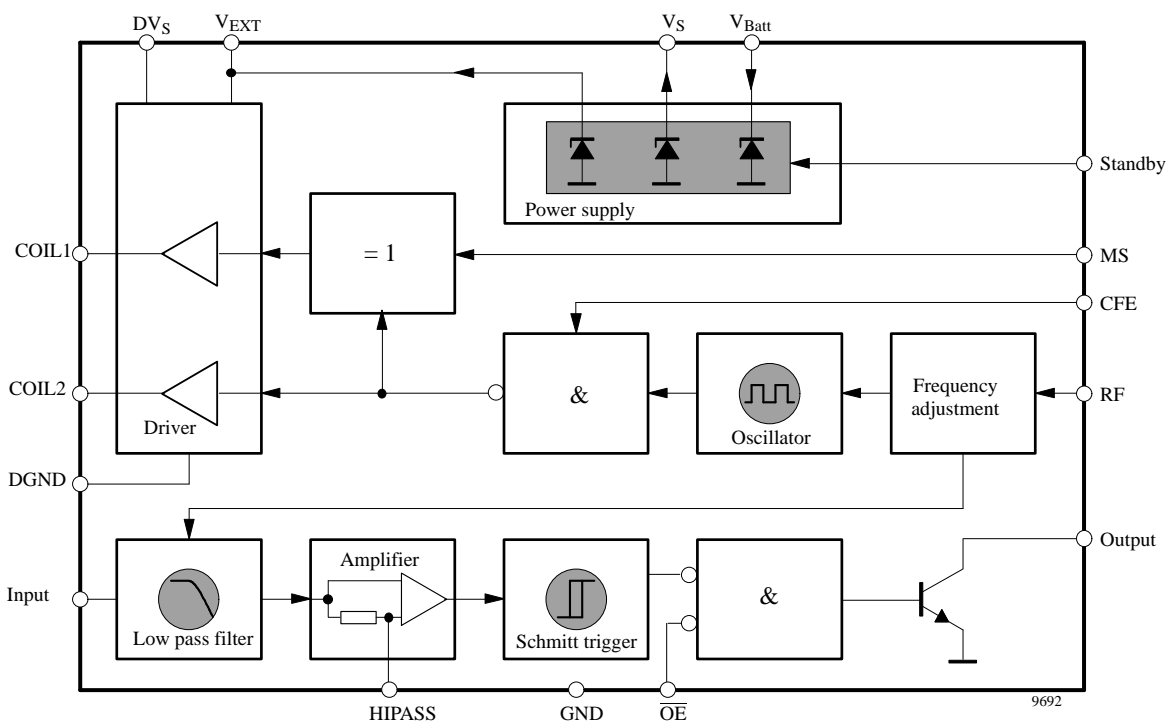 DVS VEXT VS VBatt
Standby
Power supply
COIL1 = 1 MS
CFE
COIL2 & Frequency RF
adjustment
Driver Oscillator
DGND
Output
Amplifier
Input &
Low pass filter Schmitt trigger
HIPASS GND O̅E̅
9692